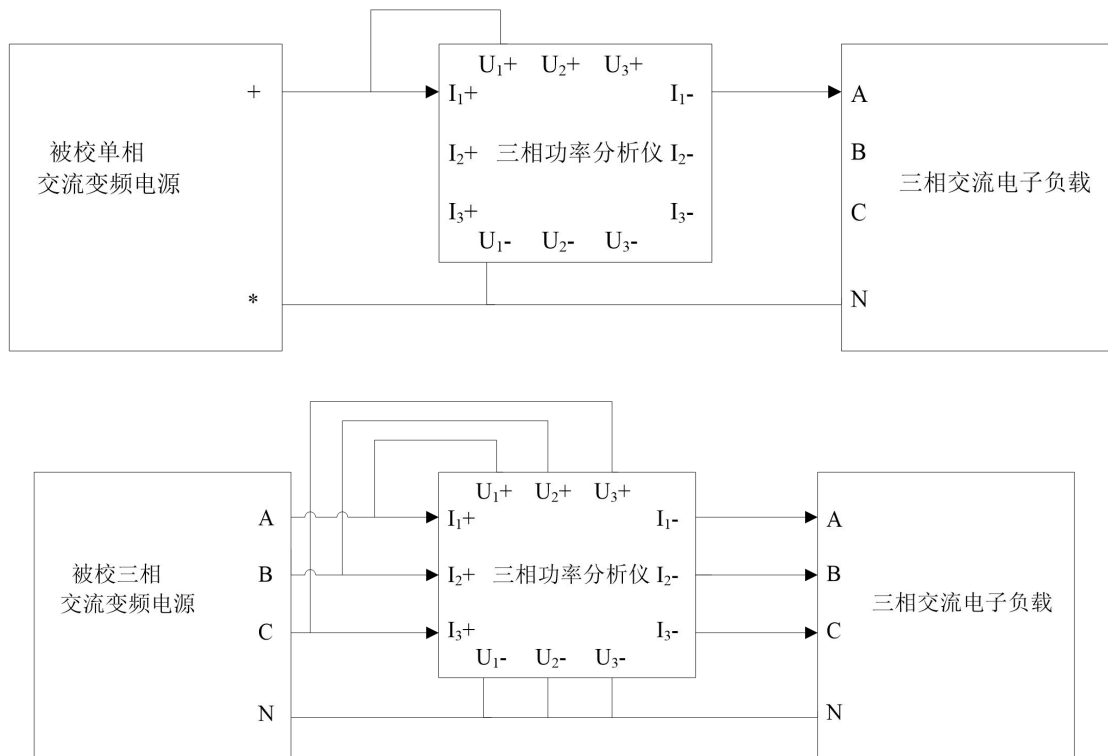 U₁+ U₂+ U₃+
+ I₁+ I₁- A
被校单相 I₂+ 三相功率分析仪 I₂- B
交流变频电源 三相交流电子负载
I₃+ I₃- C
U₁- U₂- U₃-
* N
U₁+ U₂+ U₃+
A I₁+ I₁- A
被校三相 B I₂+ 三相功率分析仪 I₂- B
交流变频电源 三相交流电子负载
C I₃+ I₃- C
U₁- U₂- U₃-
N N